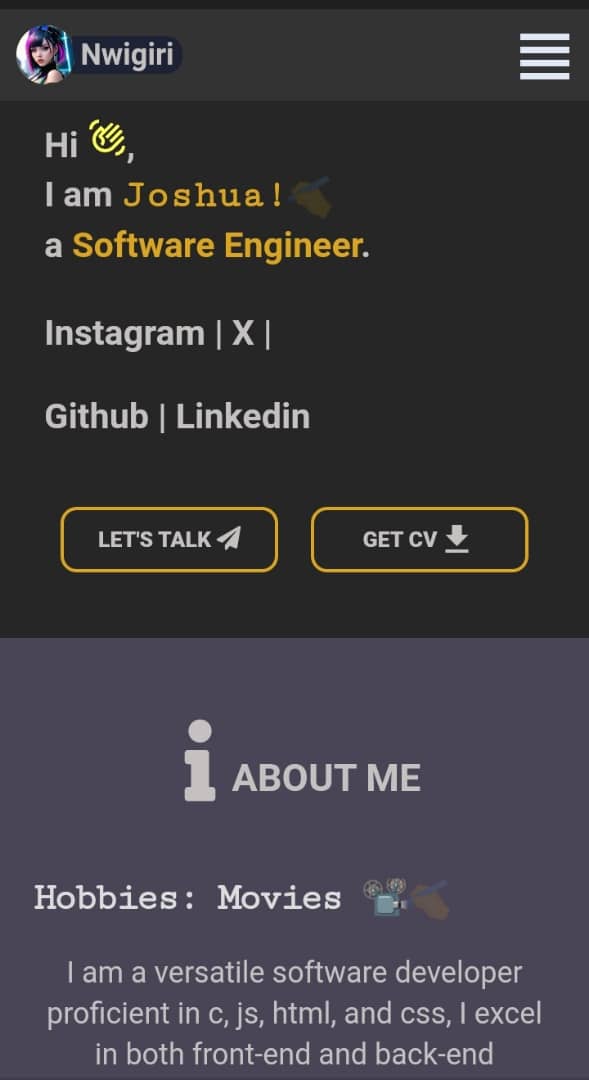 Nwigiri
Hi 👋,
I am Joshua!✍
a Software Engineer.
Instagram | X |
Github | Linkedin
LET'S TALK
GET CV
ABOUT ME
Hobbies: Movies 📽✍
I am a versatile software developer
proficient in c, js, html, and css, I excel
in both front-end and back-end